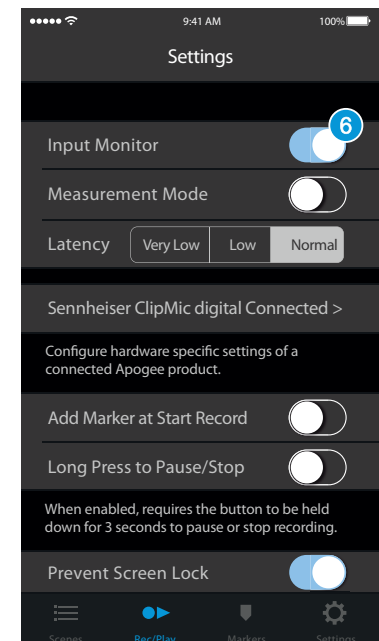 9:41 AM 100%
Settings
6
Input Monitor
Measurement Mode
Latency Very Low Low Normal
Sennheiser ClipMic digital Connected >
Configure hardware specific settings of a
connected Apogee product.
Add Marker at Start Record
Long Press to Pause/Stop
When enabled, requires the button to be held
down for 3 seconds to pause or stop recording.
Prevent Screen Lock
Scenes Rec/Play Markers Settings